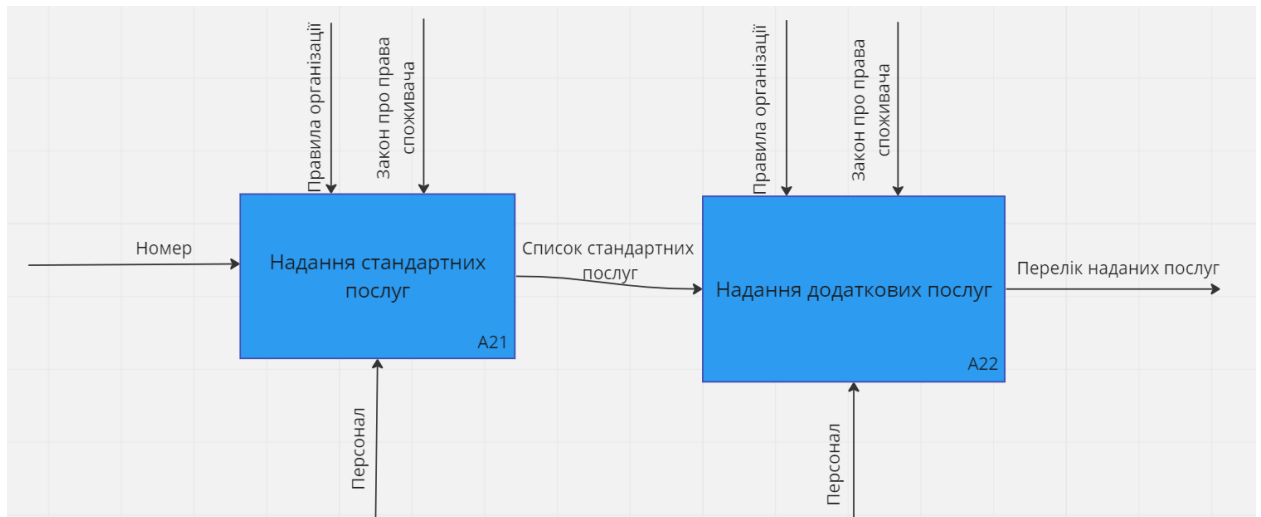 Правила організації
Закон про права
споживача
Правила організації
Закон про права
споживача
Номер
Надання стандартних
послуг
A21
Список стандартних
послуг
Надання додаткових послуг
A22
Перелік наданих послуг
Персонал
Персонал